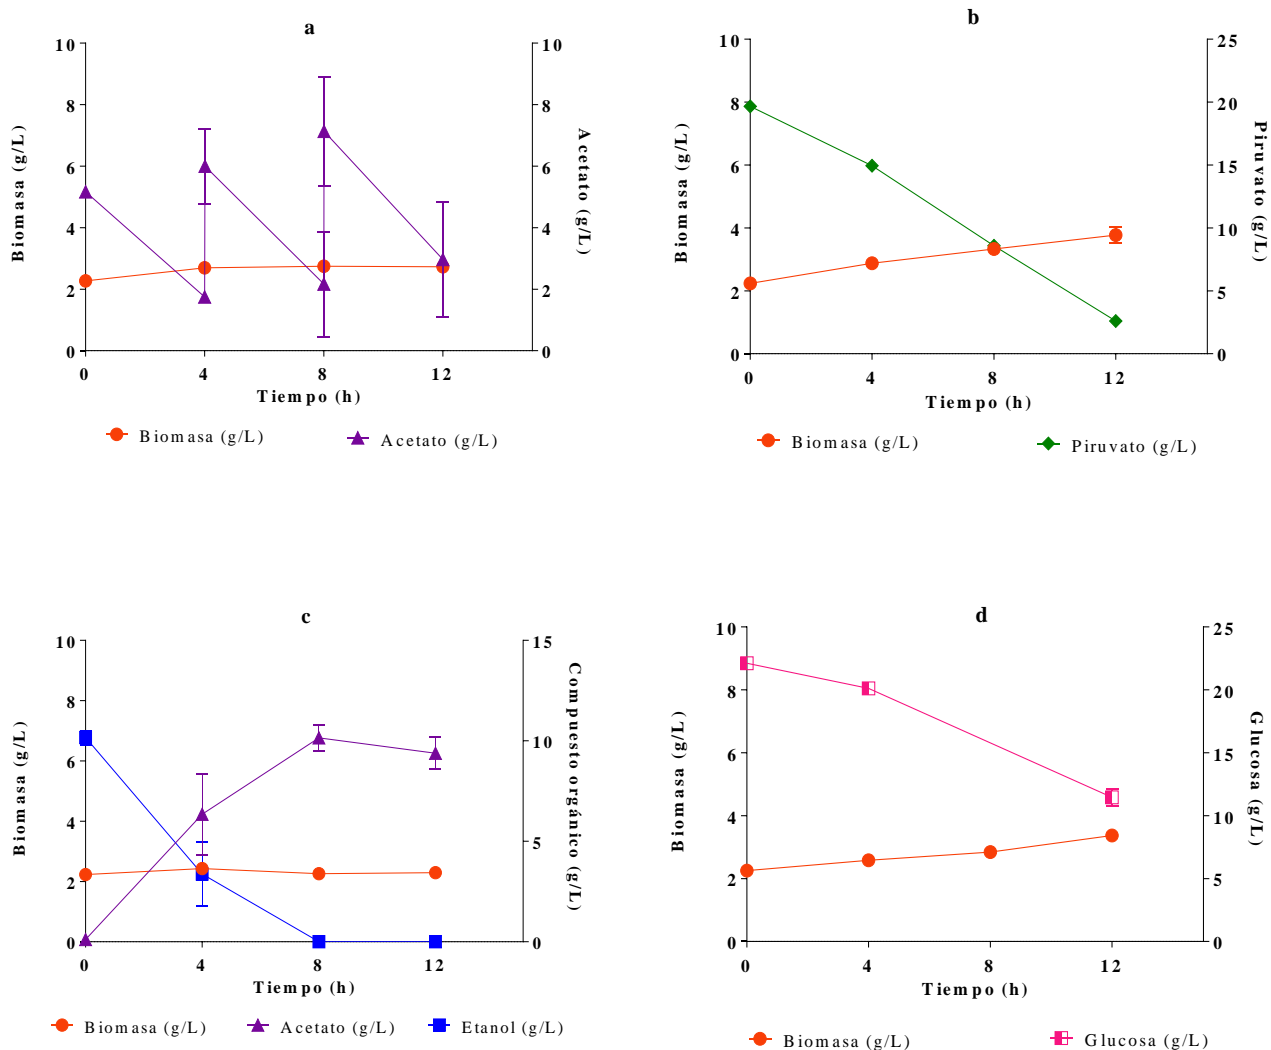 a
10
8
6
4
2
0
Biomasa (g/L)
10
8
6
4
2
0
Acetato (g/L)
0 4 8 12
Tiempo (h)
Biomasa (g/L) Acetato (g/L)
b
10
8
6
4
2
0
Biomasa (g/L)
25
20
15
10
5
0
Piruvato (g/L)
0 4 8 12
Tiempo (h)
Biomasa (g/L) Piruvato (g/L)
c
10
8
6
4
2
0
Biomasa (g/L)
15
10
5
0
Compuesto orgánico (g/L)
0 4 8 12
Tiempo (h)
Biomasa (g/L) Acetato (g/L) Etanol (g/L)
d
10
8
6
4
2
0
Biomasa (g/L)
25
20
15
10
5
0
Glucosa (g/L)
0 4 8 12
Tiempo (h)
Biomasa (g/L) Glucosa (g/L)